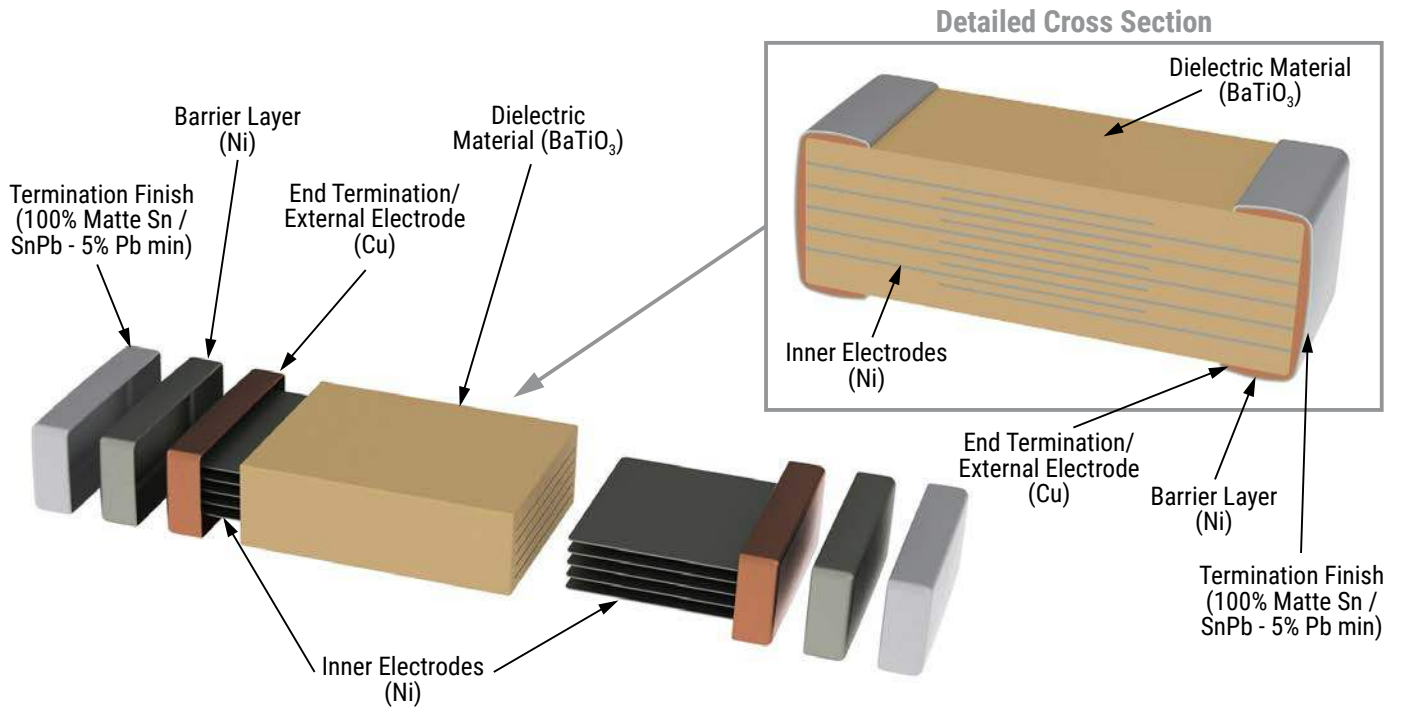 Detailed Cross Section
Dielectric Material
(BaTiO₃)
Barrier Layer
(Ni)
Dielectric
Material (BaTiO₃)
Termination Finish
(100% Matte Sn /
SnPb - 5% Pb min)
End Termination/
External Electrode
(Cu)
Inner Electrodes
(Ni)
End Termination/
External Electrode
(Cu)
Barrier Layer
(Ni)
Termination Finish
(100% Matte Sn /
SnPb - 5% Pb min)
Inner Electrodes
(Ni)